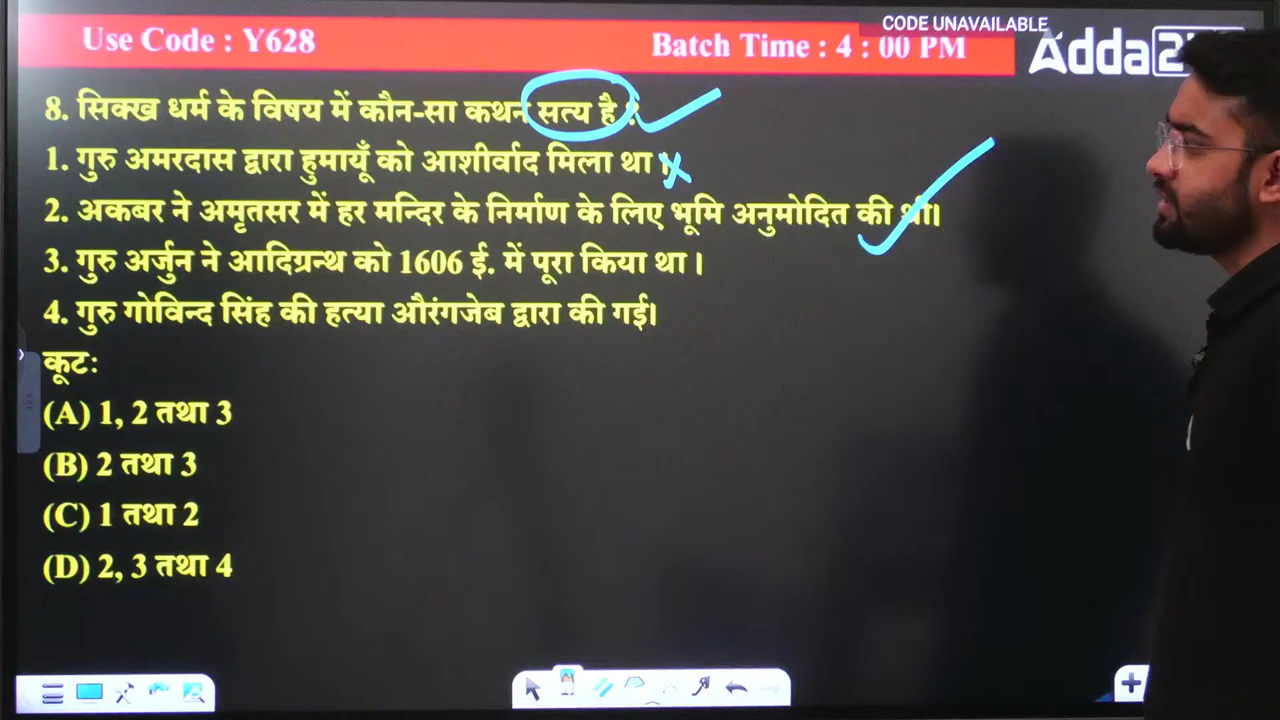 CODE UNAVAILABLE
Use Code : Y628
Batch Time : 4 : 00 PM
Adda2
8. सिक्ख धर्म के विषय में कौन-सा कथन सत्य है ?
1. गुरु अमरदास द्वारा हुमायूँ को आशीर्वाद मिला था।
2. अकबर ने अमृतसर में हर मन्दिर के निर्माण के लिए भूमि अनुमोदित की थी।
3. गुरु अर्जुन ने आदिग्रन्थ को 1606 ई. में पूरा किया था।
4. गुरु गोविन्द सिंह की हत्या औरंगजेब द्वारा की गई।
कूटः
(A) 1, 2 तथा 3
(B) 2 तथा 3
(C) 1 तथा 2
(D) 2, 3 तथा 4